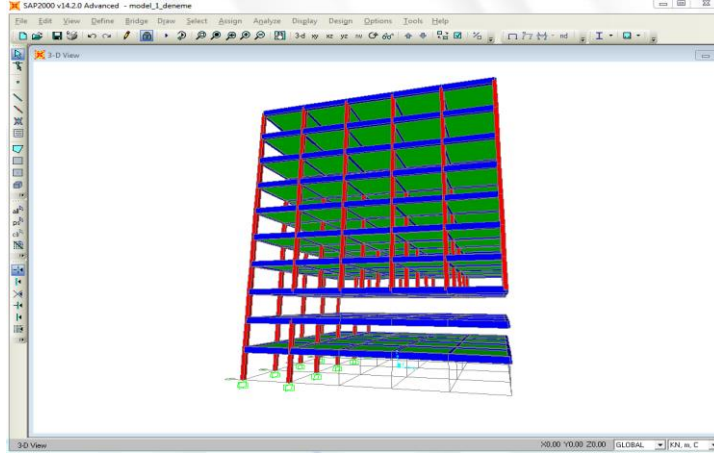 SAP2000 v14.2.0 Advanced - model_1_deneme
File Edit View Define Bridge Draw Select Assign Analyze Display Design Options Tools Help
3-d xy xz yz nv
nd
3-D View
3-D View X0,00 Y0,00 Z0,00 GLOBAL KN, m, C